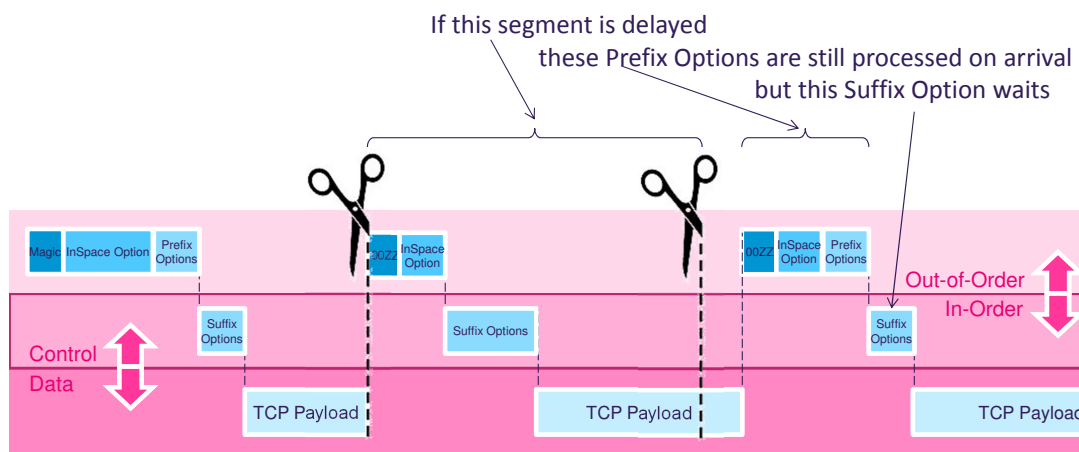 If this segment is delayed
these Prefix Options are still processed on arrival
but this Suffix Option waits
Magic
InSpace Option
Prefix
Options
00ZZ
InSpace
Option
00ZZ
InSpace
Option
Prefix
Options
Out-of-Order
In-Order
Suffix
Options
Suffix Options
Suffix
Options
Control
Data
TCP Payload
TCP Payload
TCP Payload